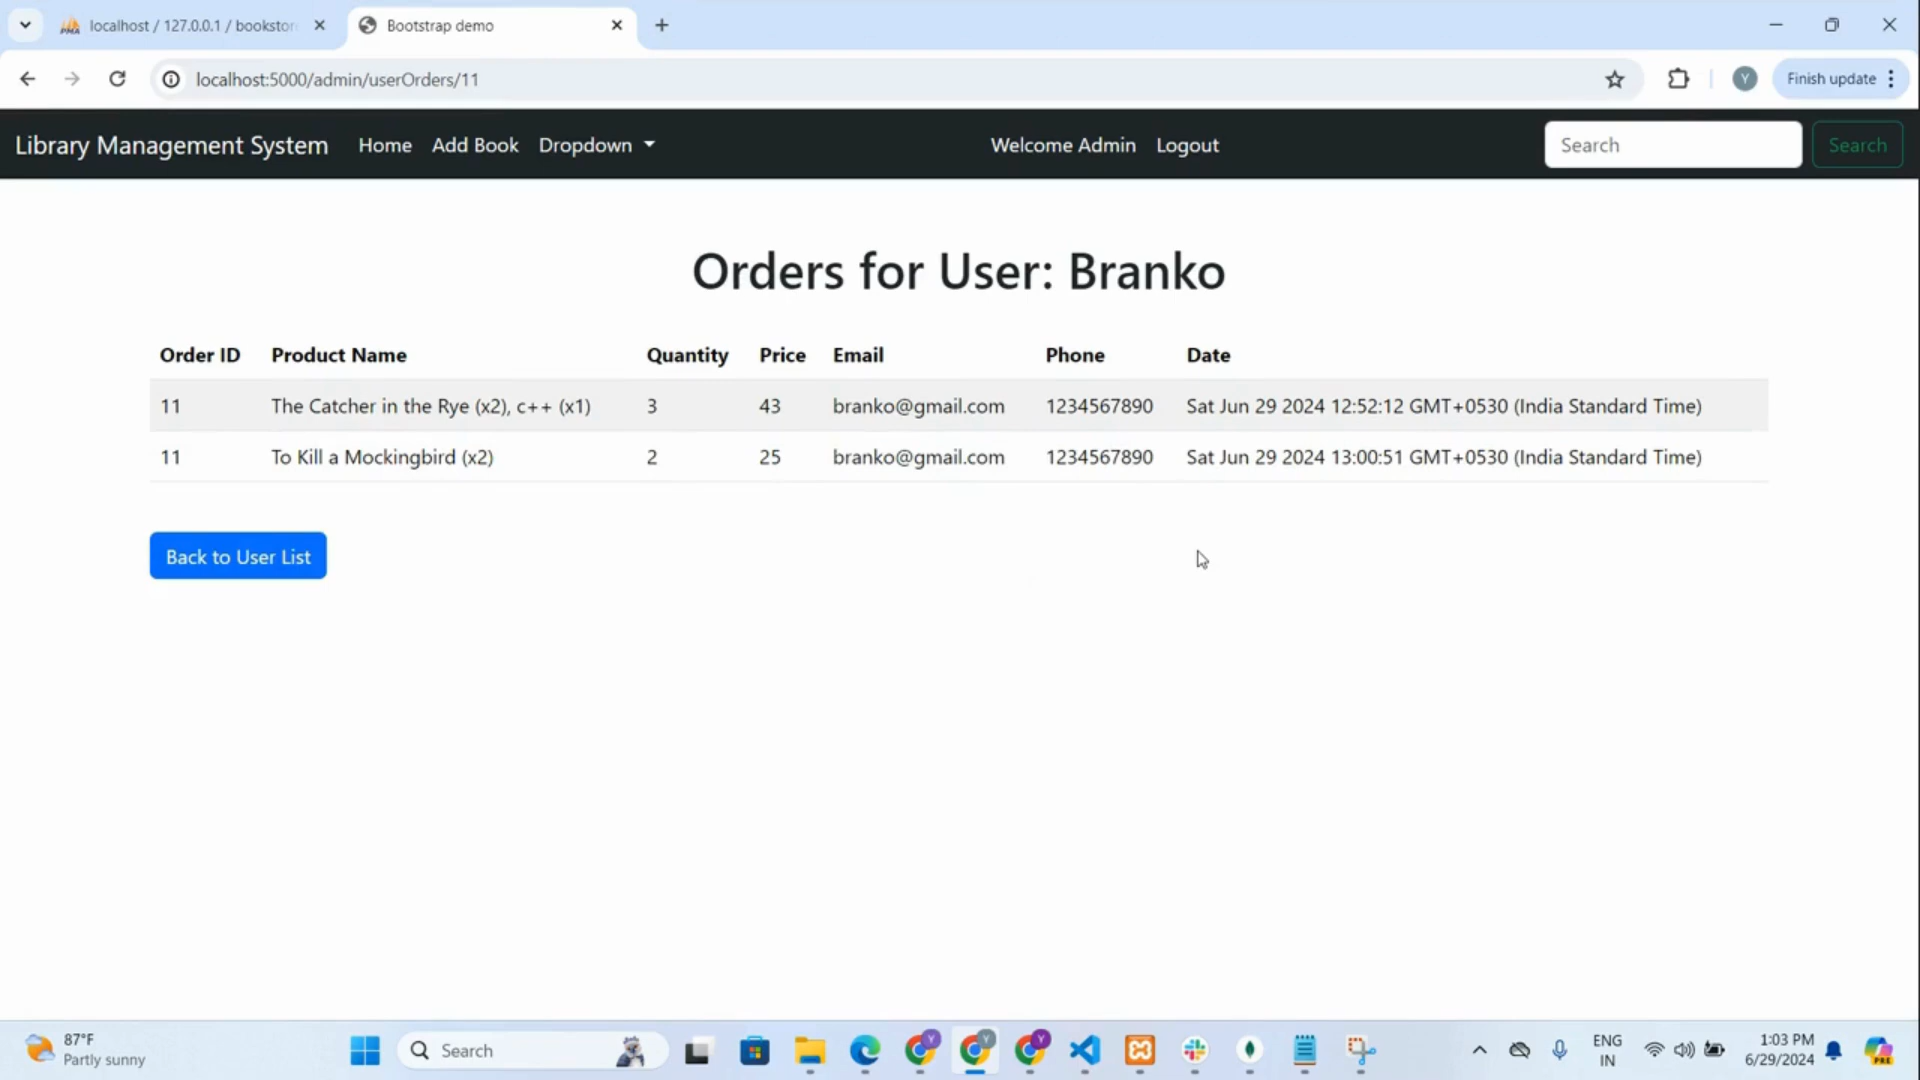 localhost / 127.0.0.1 / bookstor
Bootstrap demo
localhost:5000/admin/userOrders/11
Y
Finish update
Library Management System Home Add Book Dropdown Welcome Admin Logout Search Search
Orders for User: Branko
Order ID Product Name Quantity Price Email Phone Date
11 The Catcher in the Rye (x2), c++ (x1) 3 43 branko@gmail.com 1234567890 Sat Jun 29 2024 12:52:12 GMT+0530 (India Standard Time)
11 To Kill a Mockingbird (x2) 2 25 branko@gmail.com 1234567890 Sat Jun 29 2024 13:00:51 GMT+0530 (India Standard Time)
Back to User List
87°F
Partly sunny
Search
Y Y Y
ENG
IN
1:03 PM
6/29/2024
PRE